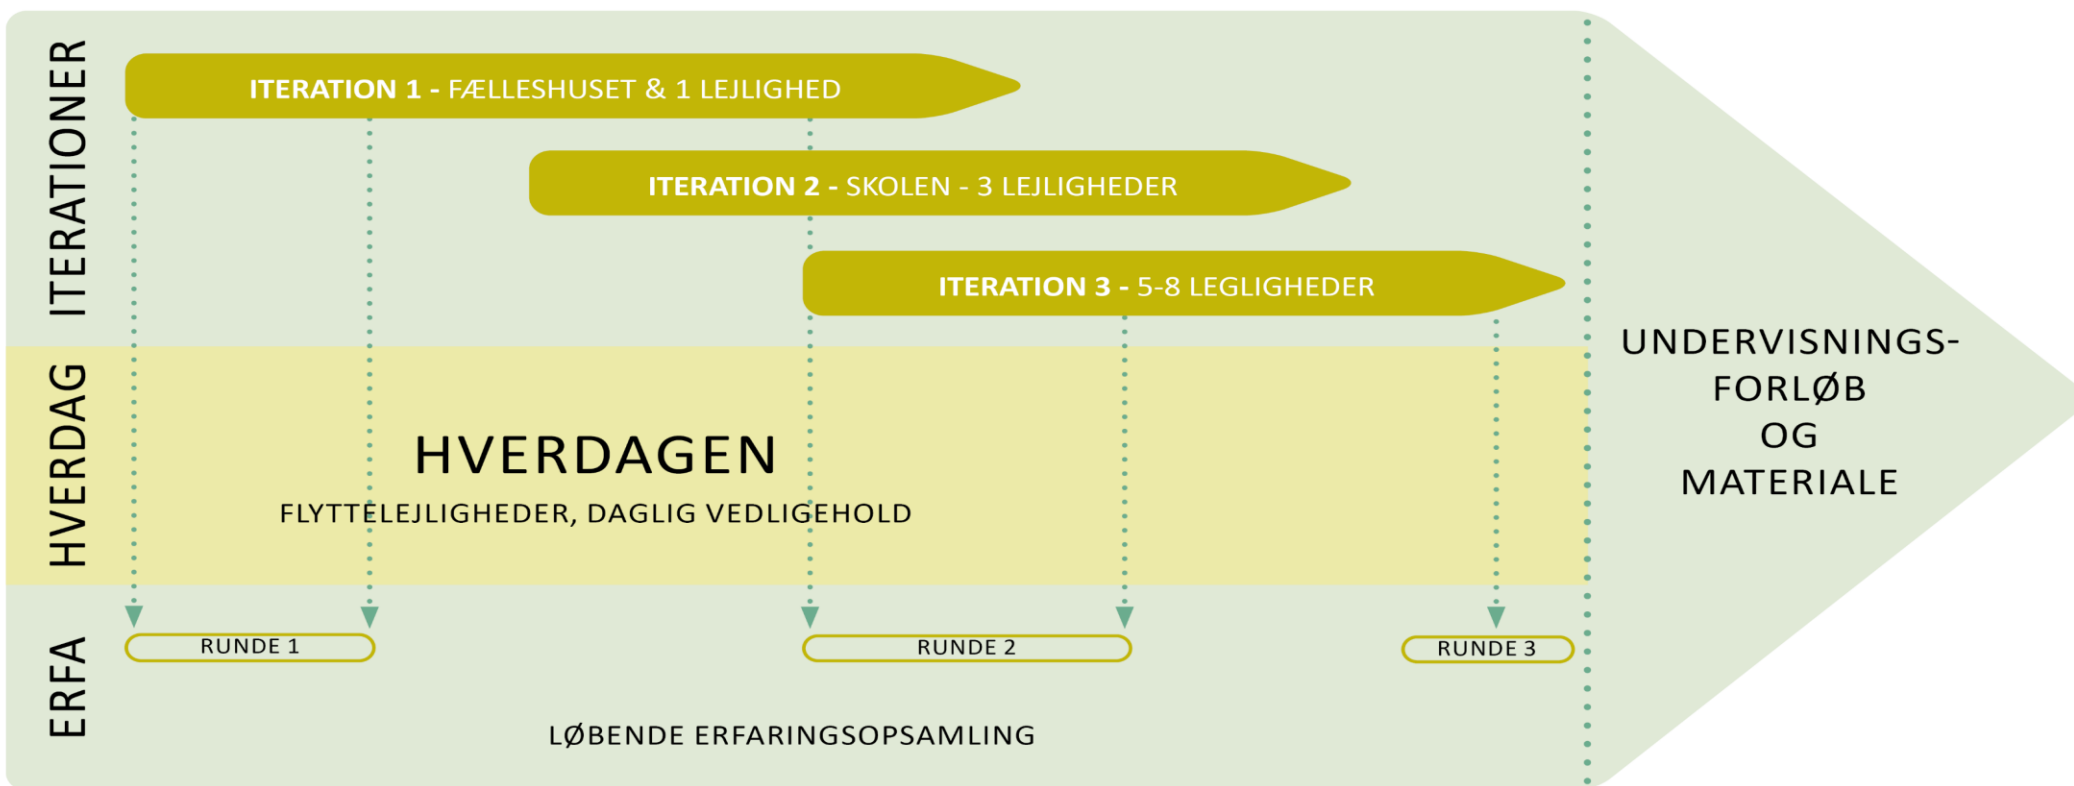 ITERATIONER
ITERATION 1 - FÆLLESHUSET & 1 LEJLIGHED
ITERATION 2 - SKOLEN - 3 LEJLIGHEDER
ITERATION 3 - 5-8 LEGLIGHEDER
HVERDAG
HVERDAGEN
FLYTTELEJLIGHEDER, DAGLIG VEDLIGEHOLD
ERFA
RUNDE 1
RUNDE 2
RUNDE 3
LØBENDE ERFARINGSOPSAMLING
UNDERVISNINGS-
FORLØB
OG
MATERIALE